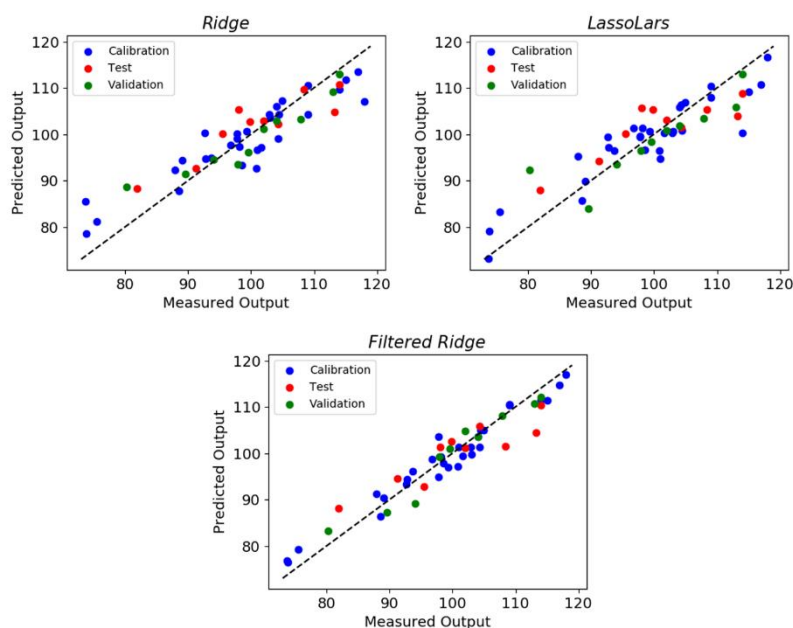 Ridge
120
110
100
90
80
Predicted Output
Calibration
Test
Validation
80 90 100 110 120
Measured Output
LassoLars
120
110
100
90
80
Predicted Output
Calibration
Test
Validation
80 90 100 110 120
Measured Output
Filtered Ridge
120
110
100
90
80
Predicted Output
Calibration
Test
Validation
80 90 100 110 120
Measured Output